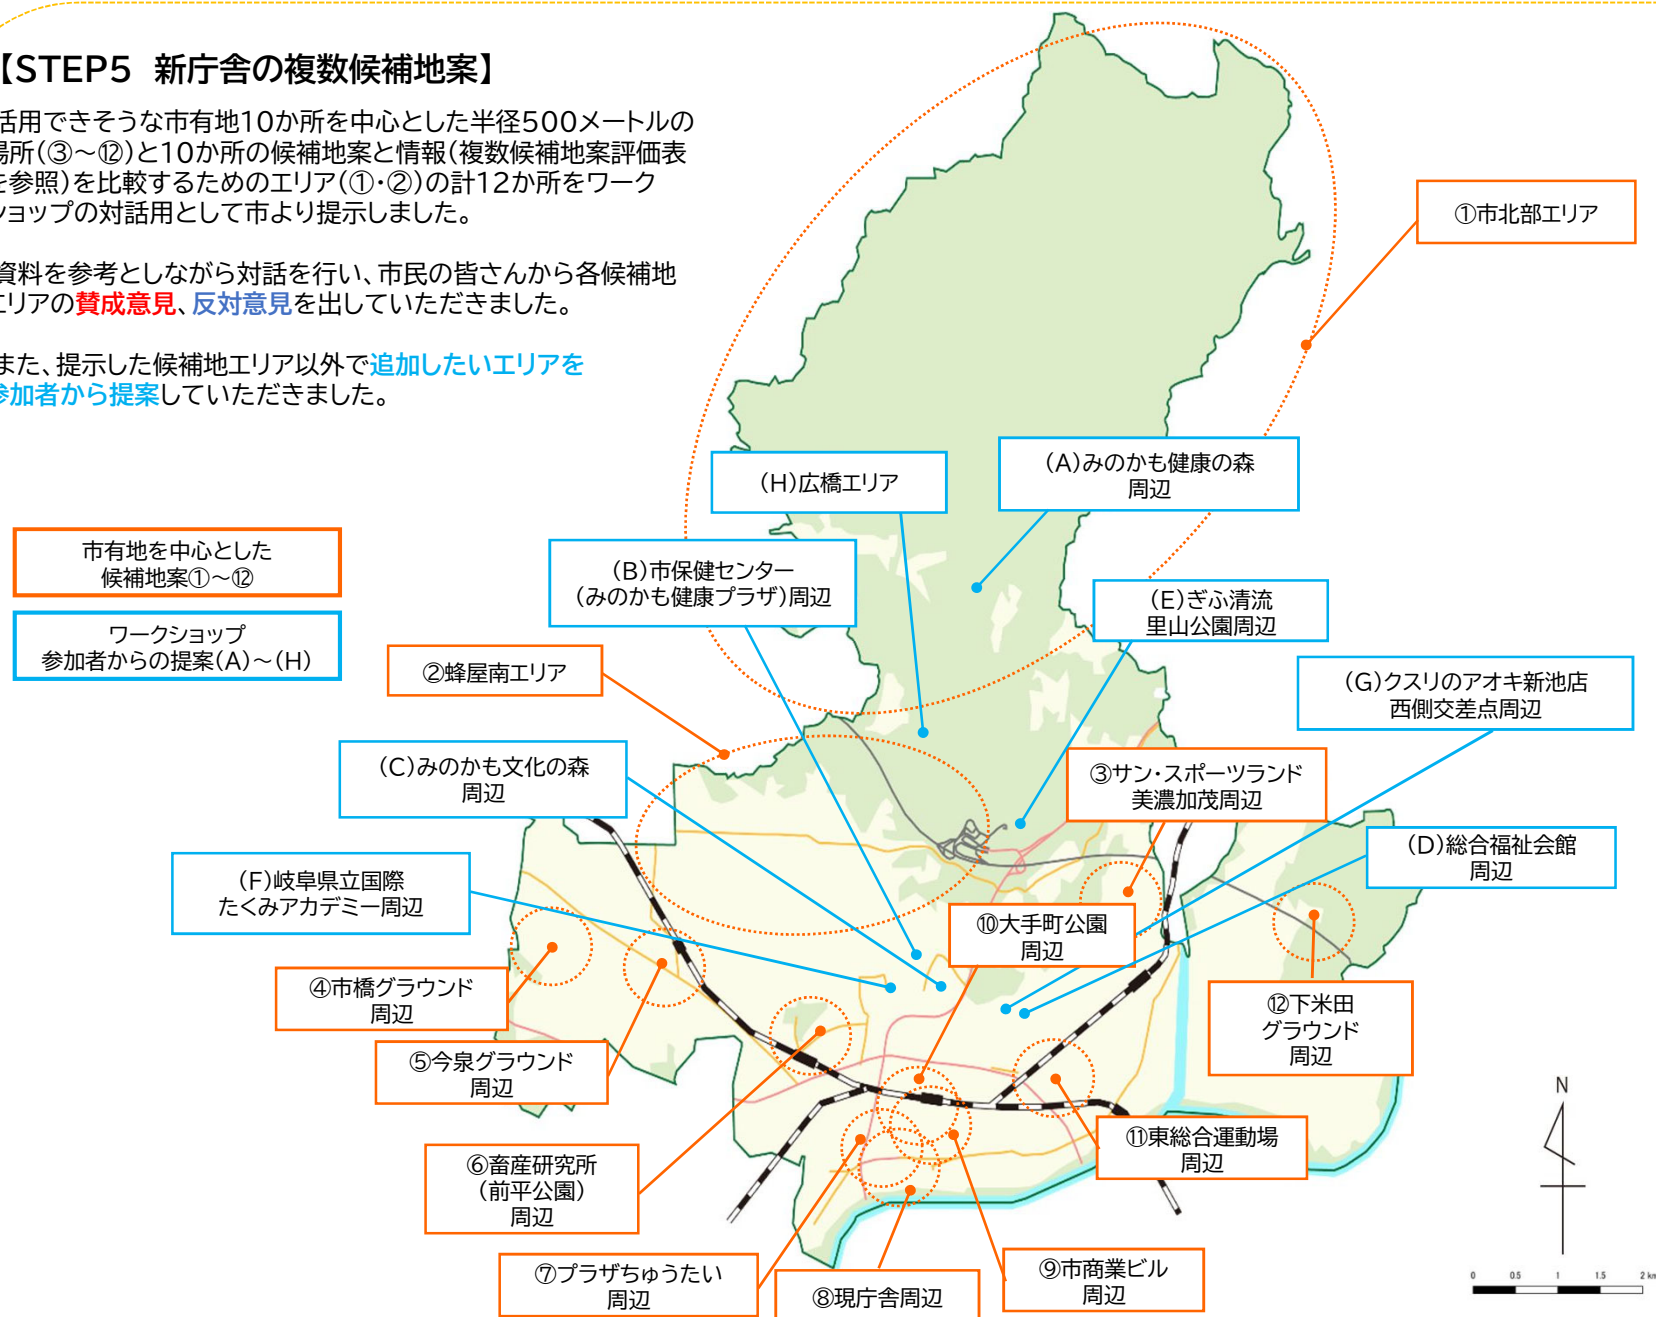 【STEP5 新庁舎の複数候補地案】
活用できそうな市有地10か所を中心とした半径500メートルの
場所(③～⑫)と10か所の候補地案と情報(複数候補地案評価表
を参照)を比較するためのエリア(①・②)の計12か所をワーク
ショップの対話用として市より提示しました。
資料を参考としながら対話を行い、市民の皆さんから各候補地
エリアの賛成意見、反対意見を出していただきました。
また、提示した候補地エリア以外で追加したいエリアを
参加者から提案していただきました。
①市北部エリア
(H)広橋エリア
(A)みのかも健康の森
周辺
市有地を中心とした
候補地案①～⑫
(B)市保健センター
(みのかも健康プラザ)周辺
(E)ぎふ清流
里山公園周辺
ワークショップ
参加者からの提案(A)～(H)
②蜂屋南エリア
(G)クスリのアオキ新池店
西側交差点周辺
(C)みのかも文化の森
周辺
③サン・スポーツランド
美濃加茂周辺
(D)総合福祉会館
周辺
(F)岐阜県立国際
たくみアカデミー周辺
⑩大手町公園
周辺
④市橋グラウンド
周辺
⑫下米田
グラウンド
周辺
⑤今泉グラウンド
周辺
⑪東総合運動場
周辺
⑥畜産研究所
(前平公園)
周辺
⑦プラザちゅうたい
周辺
⑧現庁舎周辺
⑨市商業ビル
周辺
N
0 0.5 1 1.5 2 km